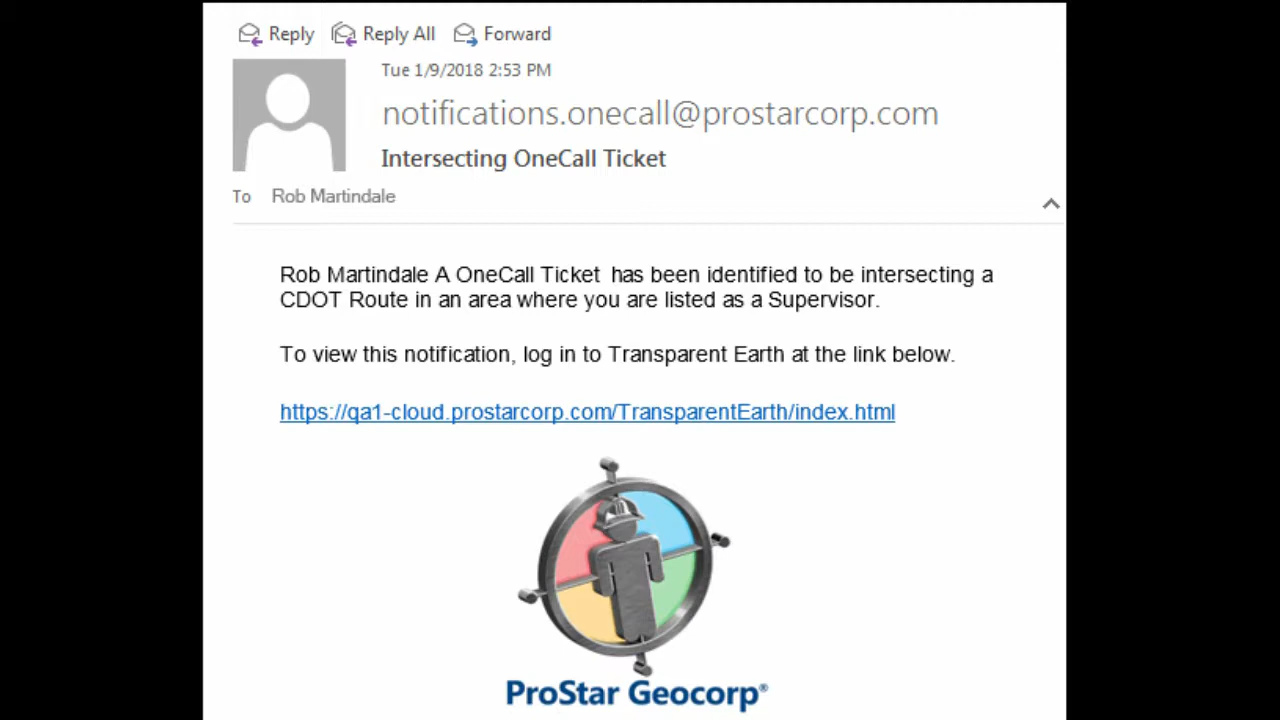 Reply Reply All Forward
Tue 1/9/2018 2:53 PM
notifications.onecall@prostarcorp.com
Intersecting OneCall Ticket
To Rob Martindale
Rob Martindale A OneCall Ticket has been identified to be intersecting a
CDOT Route in an area where you are listed as a Supervisor.
To view this notification, log in to Transparent Earth at the link below.
https://qa1-cloud.prostarcorp.com/TransparentEarth/index.html
ProStar Geocorp®